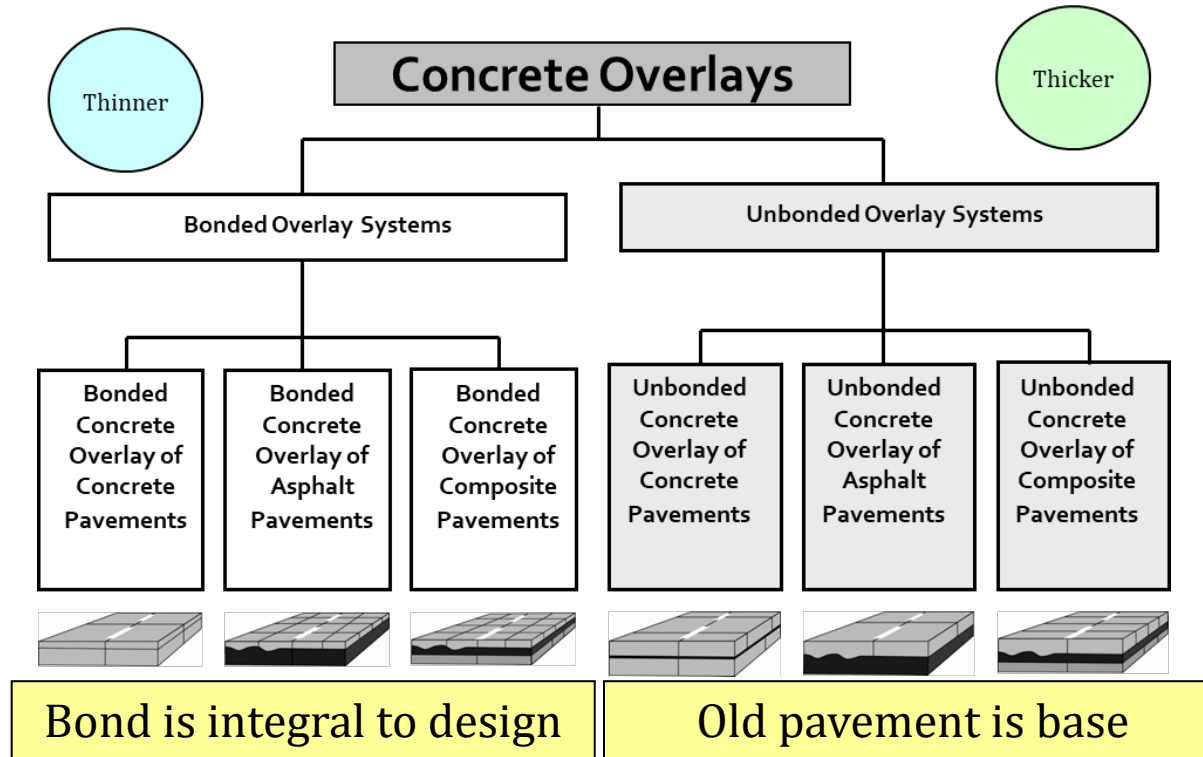 Concrete Overlays
Thinner
Thicker
Bonded Overlay Systems
Unbonded Overlay Systems
Bonded
Concrete
Overlay of
Concrete
Pavements
Bonded
Concrete
Overlay of
Asphalt
Pavements
Bonded
Concrete
Overlay of
Composite
Pavements
Unbonded
Concrete
Overlay of
Concrete
Pavements
Unbonded
Concrete
Overlay of
Asphalt
Pavements
Unbonded
Concrete
Overlay of
Composite
Pavements
Bond is integral to design
Old pavement is base